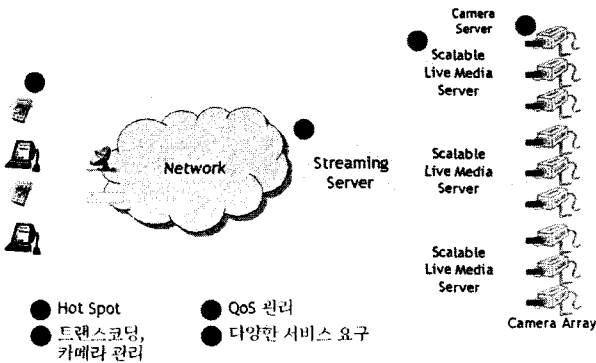 Camera
Server
Scalable
Live Media
Server
Network
Streaming
Server
Scalable
Live Media
Server
Scalable
Live Media
Server
Camera Array
Hot Spot
QoS 관리
트랜스코딩,
카메라 관리
다양한 서비스 요구